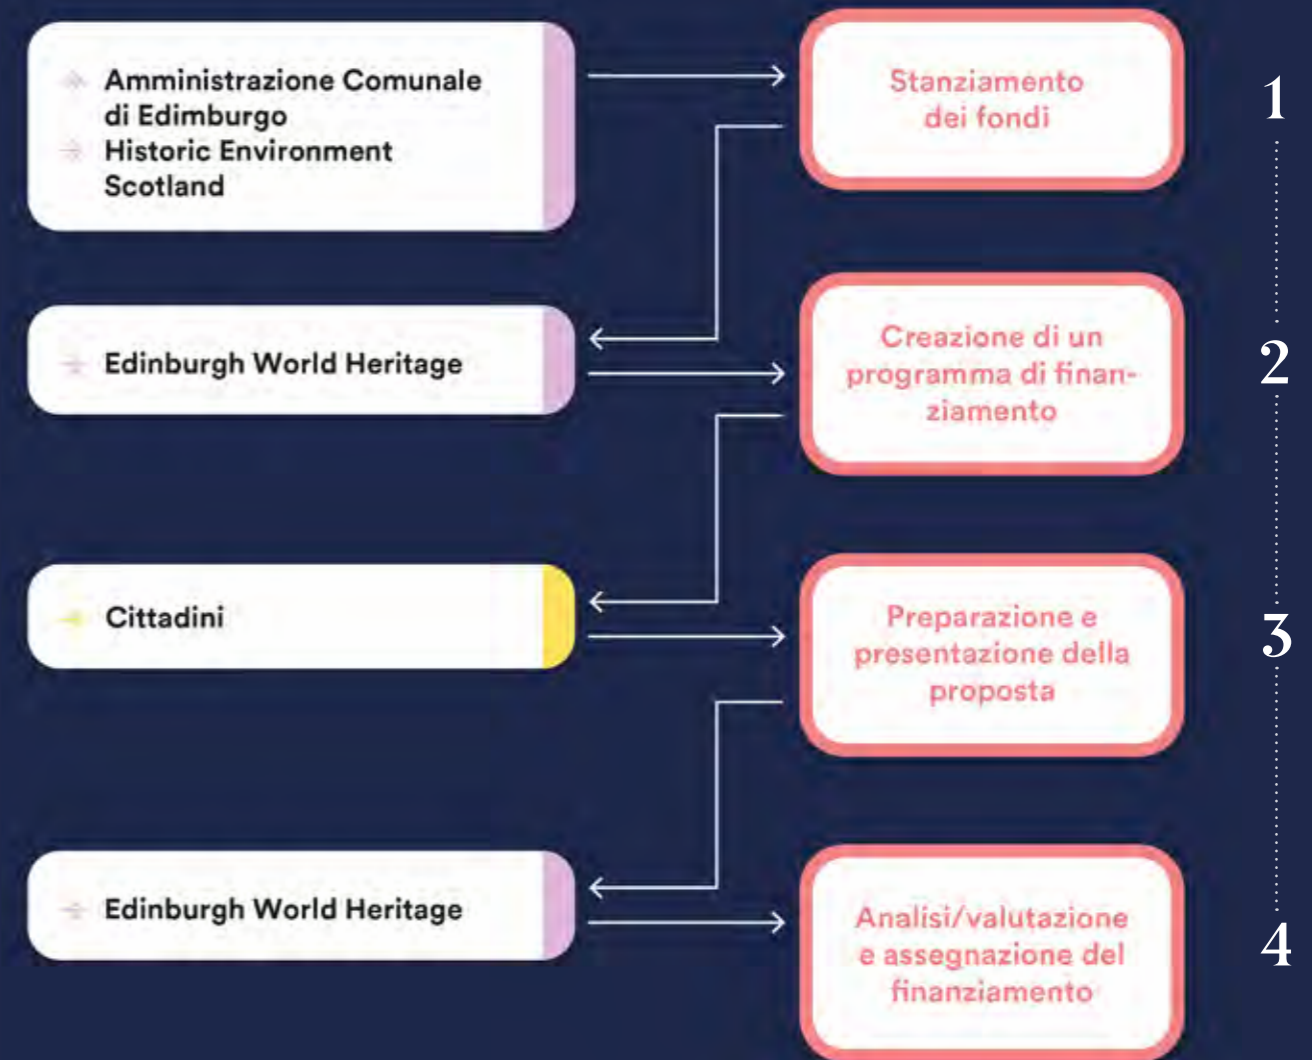 Amministrazione Comunale
di Edimburgo
Historic Environment
Scotland
Stanziamento
dei fondi
1
Edinburgh World Heritage
Creazione di un
programma di finan-
ziamento
2
Cittadini
Preparazione e
presentazione della
proposta
3
Edinburgh World Heritage
Analisi/valutazione
e assegnazione del
finanziamento
4